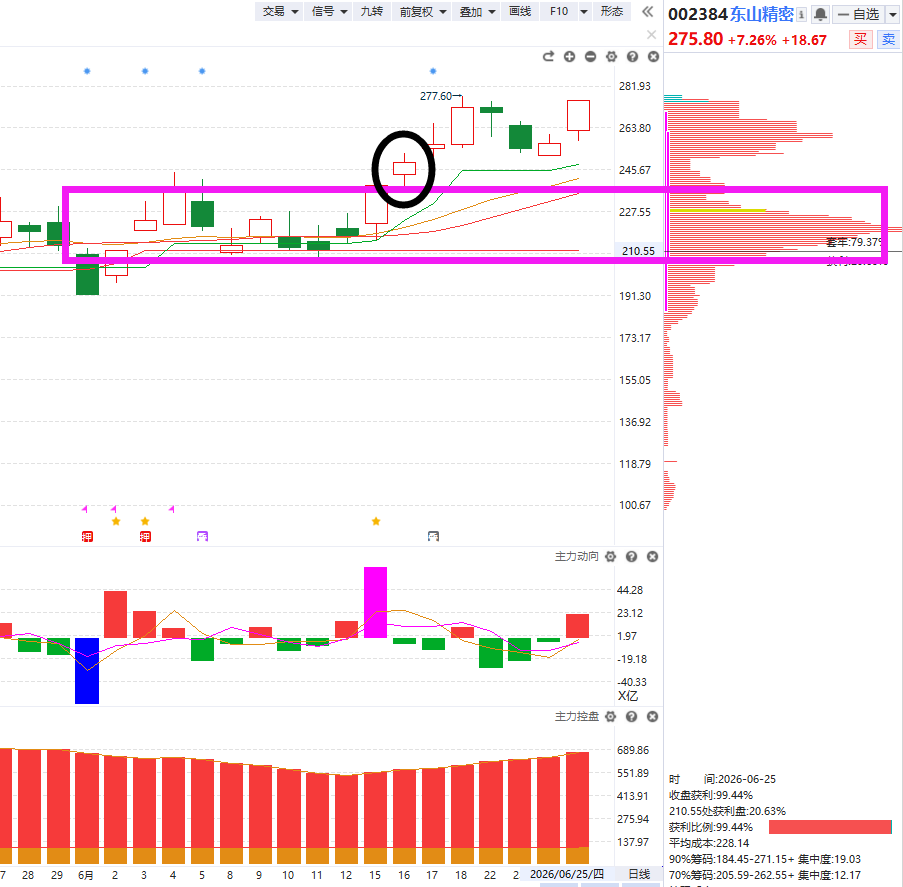 交易 信号 九转 前复权 叠加 画线 F10 形态
002384 东山精密 自选
275.80 +7.26% +18.67 买 卖
277.60
281.93
263.80
245.67
227.55
210.55
191.30
173.17
155.05
136.92
118.79
100.67
套牢:79.37%
押 押
主力动向
44.28
23.12
1.97
-19.18
-40.33
X亿
主力控盘
689.86
551.89
413.91
275.94
137.97
7 28 29 6月 2 3 4 5 8 9 10 11 12 15 16 17 18 22 2 2026/06/25/四 日线
时 间:2026-06-25
收盘获利:99.44%
210.55处获利盘:20.63%
获利比例:99.44%
平均成本:228.14
90%筹码:184.45-271.15+ 集中度:19.03
70%筹码:205.59-262.55+ 集中度:12.17